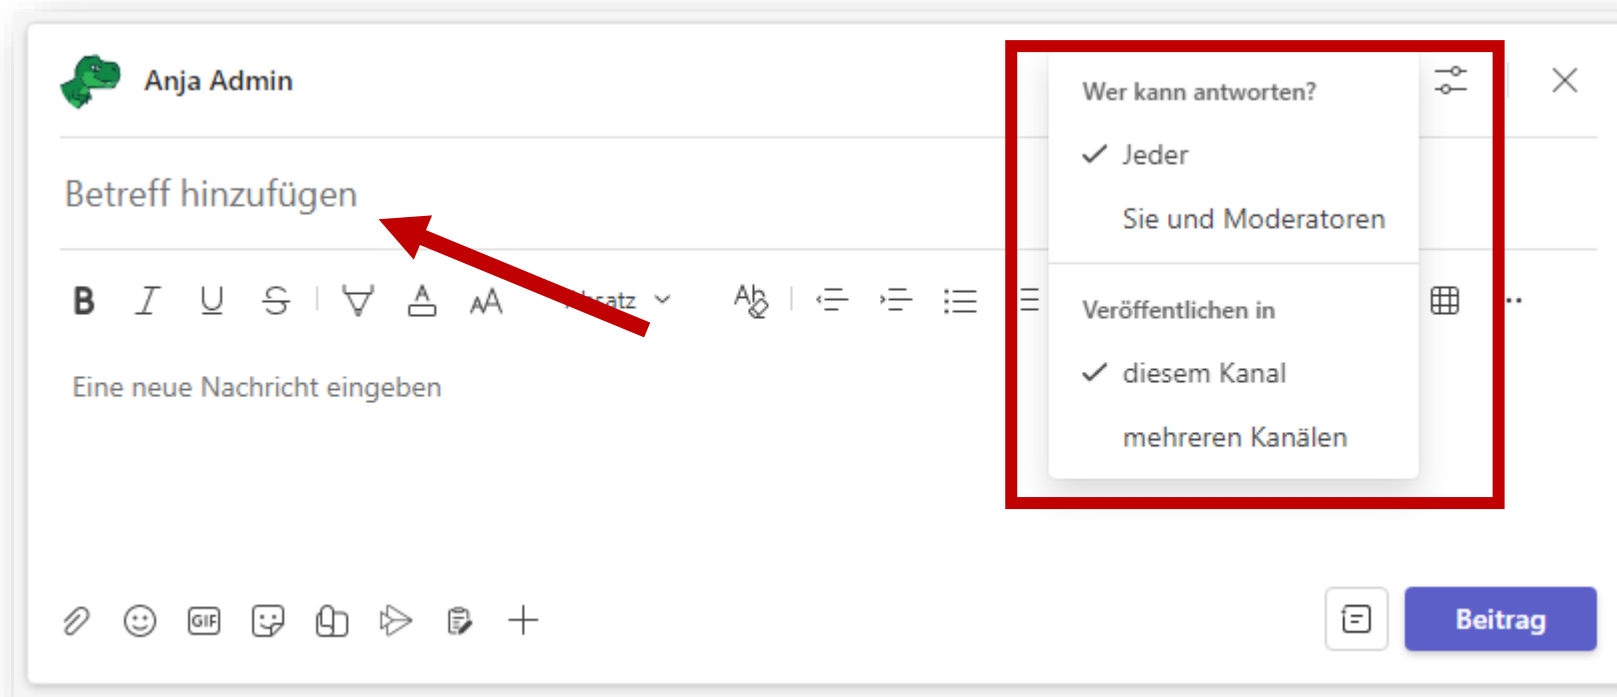 Anja Admin
Betreff hinzufügen
Eine neue Nachricht eingeben
Wer kann antworten?
Jeder
Sie und Moderatoren
Veröffentlichen in
diesem Kanal
mehreren Kanälen
GIF
Beitrag